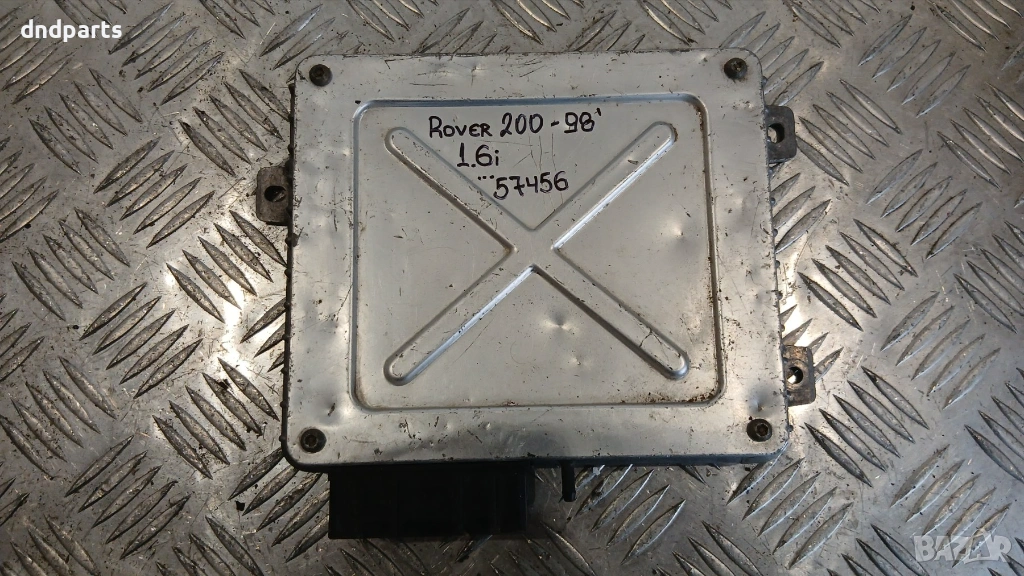 dndparts
ROVER 200 - 98'
1.6i
... 57456
BAZAR